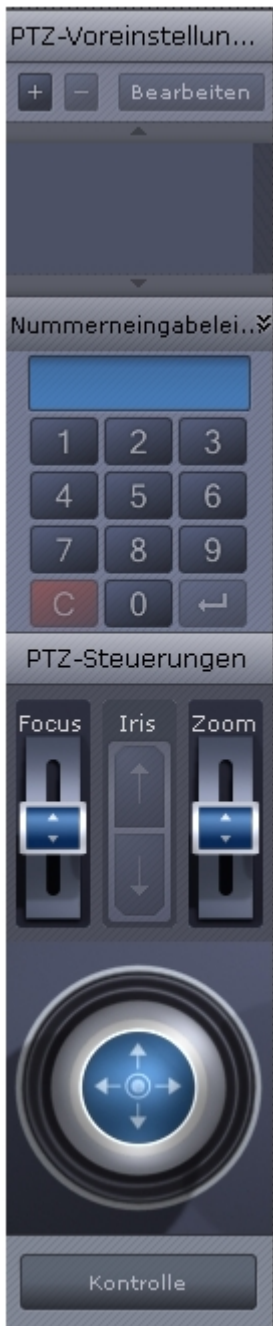 PTZ-Voreinstellun...
+ − Bearbeiten
Nummerneingabelei..
1 2 3
4 5 6
7 8 9
C 0
PTZ-Steuerungen
Focus Iris Zoom
Kontrolle